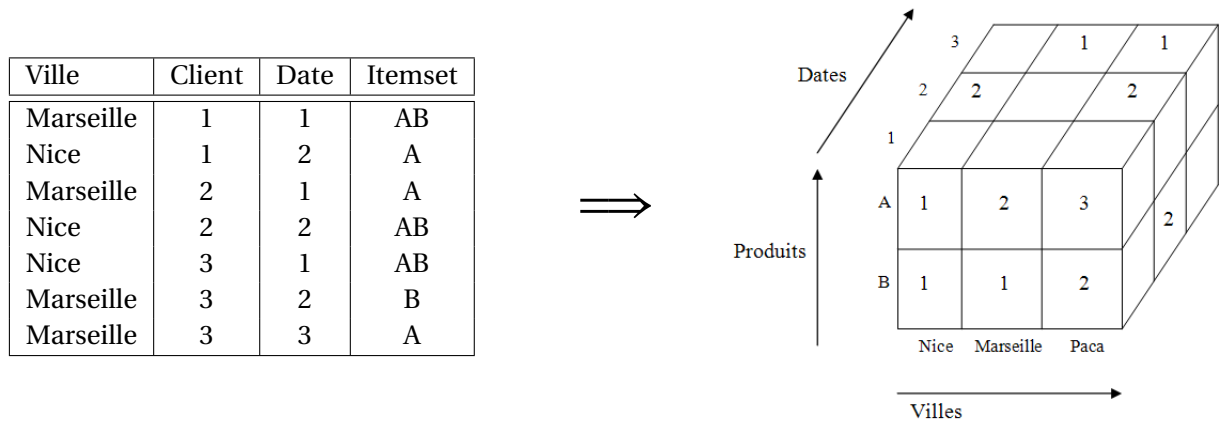 Ville Client Date Itemset
Marseille 1 1 AB
Nice 1 2 A
Marseille 2 1 A
Nice 2 2 AB
Nice 3 1 AB
Marseille 3 2 B
Marseille 3 3 A
⇒
Dates
3 1 1
2 2 2
1
Produits
A 1 2 3
2
B 1 1 2
Nice Marseille Paca
Villes